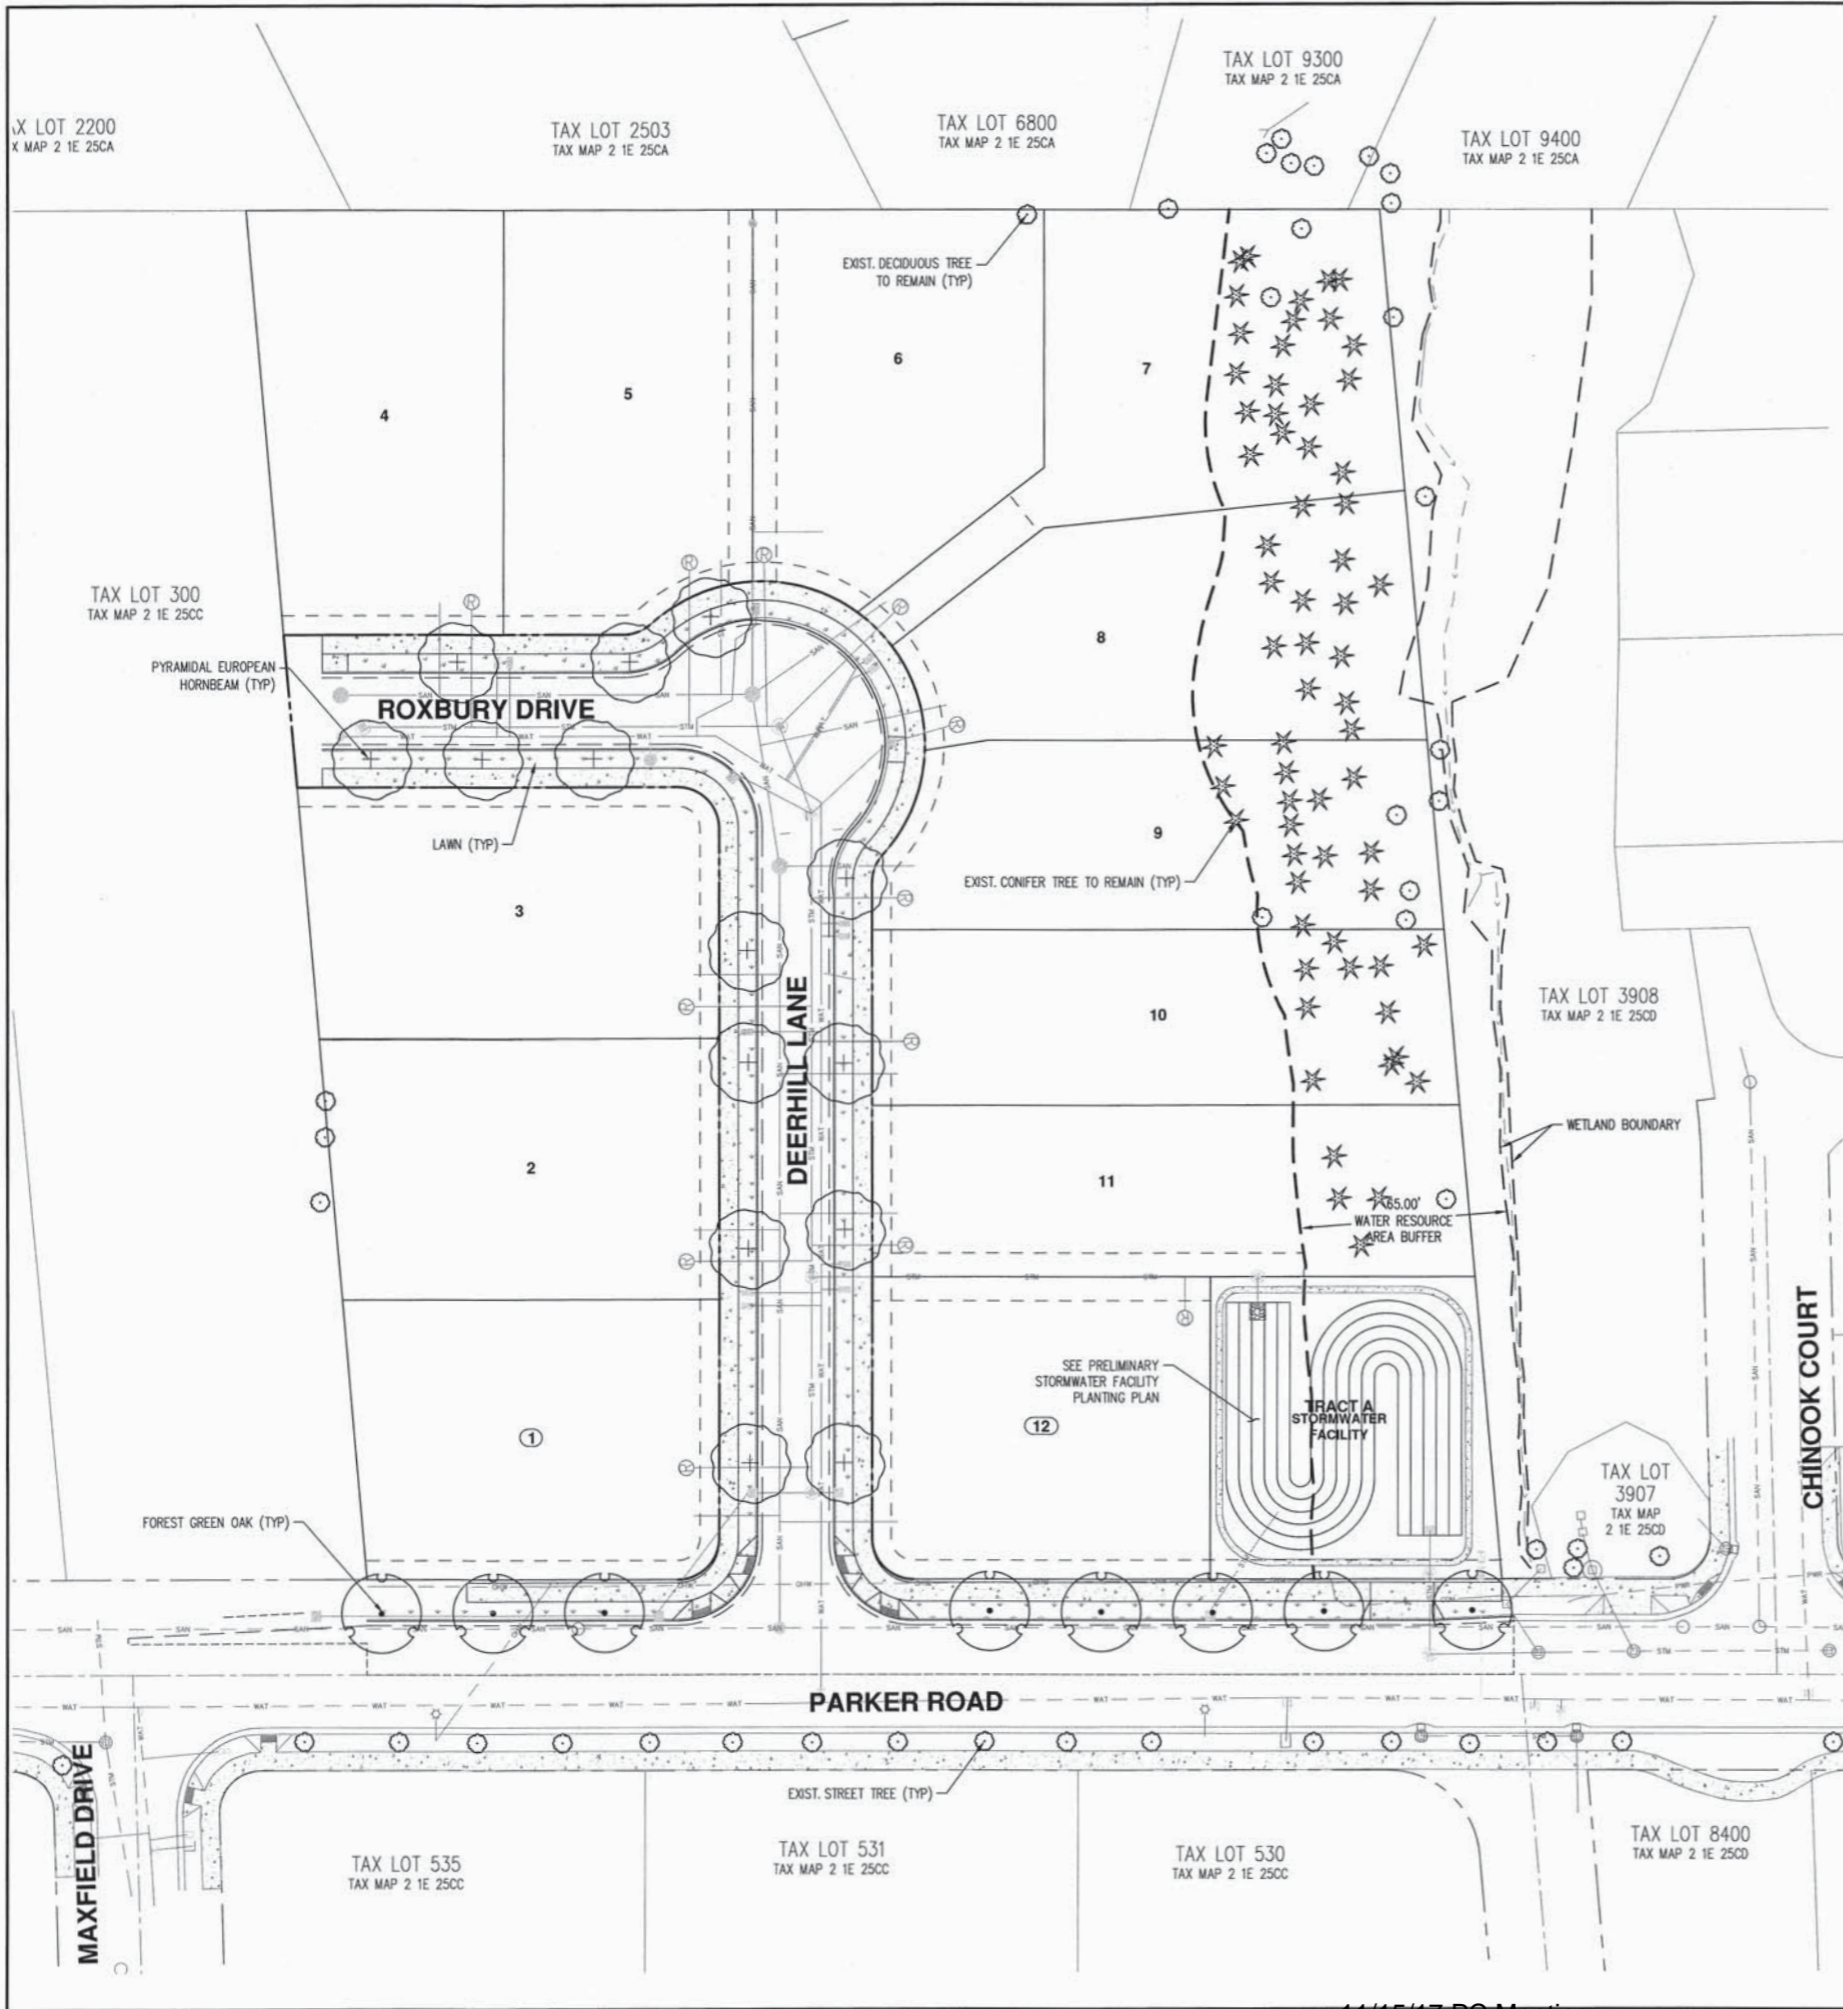 TAX LOT 9300
TAX MAP 2 1E 25CA
X LOT 2200
X MAP 2 1E 25CA
TAX LOT 2503
TAX MAP 2 1E 25CA
TAX LOT 6800
TAX MAP 2 1E 25CA
TAX LOT 9400
TAX MAP 2 1E 25CA
EXIST. DECIDUOUS TREE
TO REMAIN (TYP)
4
5
6
7
TAX LOT 300
TAX MAP 2 1E 25CC
PYRAMIDAL EUROPEAN
HORNBEAM (TYP)
ROXBURY DRIVE
8
LAWN (TYP)
9
EXIST. CONIFER TREE TO REMAIN (TYP)
3
DEERHILL LANE
10
TAX LOT 3908
TAX MAP 2 1E 25CD
WETLAND BOUNDARY
2
11
65.00'
WATER RESOURCE
AREA BUFFER
SEE PRELIMINARY
STORMWATER FACILITY
PLANTING PLAN
TRACT A
STORMWATER
FACILITY
1
12
CHINOOK COURT
TAX LOT
3907
TAX MAP
2 1E 25CD
FOREST GREEN OAK (TYP)
PARKER ROAD
MAXFIELD DRIVE
EXIST. STREET TREE (TYP)
TAX LOT 535
TAX MAP 2 1E 25CC
TAX LOT 531
TAX MAP 2 1E 25CC
TAX LOT 530
TAX MAP 2 1E 25CC
TAX LOT 8400
TAX MAP 2 1E 25CD